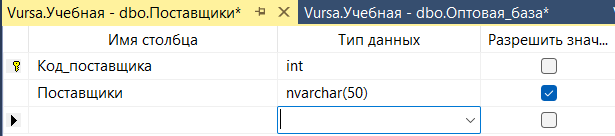 Vursa.Учебная - dbo.Поставщики* Vursa.Учебная - dbo.Оптовая_база*
Имя столбца Тип данных Разрешить знач...
Код_поставщика int
Поставщики nvarchar(50)